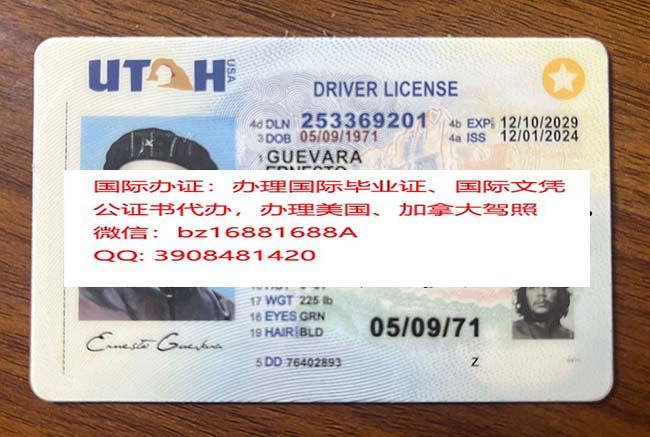 UTAH USA
DRIVER LICENSE
4d DLN 253369201 4b EXP 12/10/2029
3 DOB 05/09/1971 4a ISS 12/01/2024
1 GUEVARA
ERNESTO
国际办证：办理国际毕业证、国际文凭
公证书代办，办理美国、加拿大驾照
微信：bz16881688A
QQ: 3908481420
17 WGT 225 lb
18 EYES GRN
19 HAIR BLD
05/09/71
Ernesto Guevara
5 DD 76402893
Z